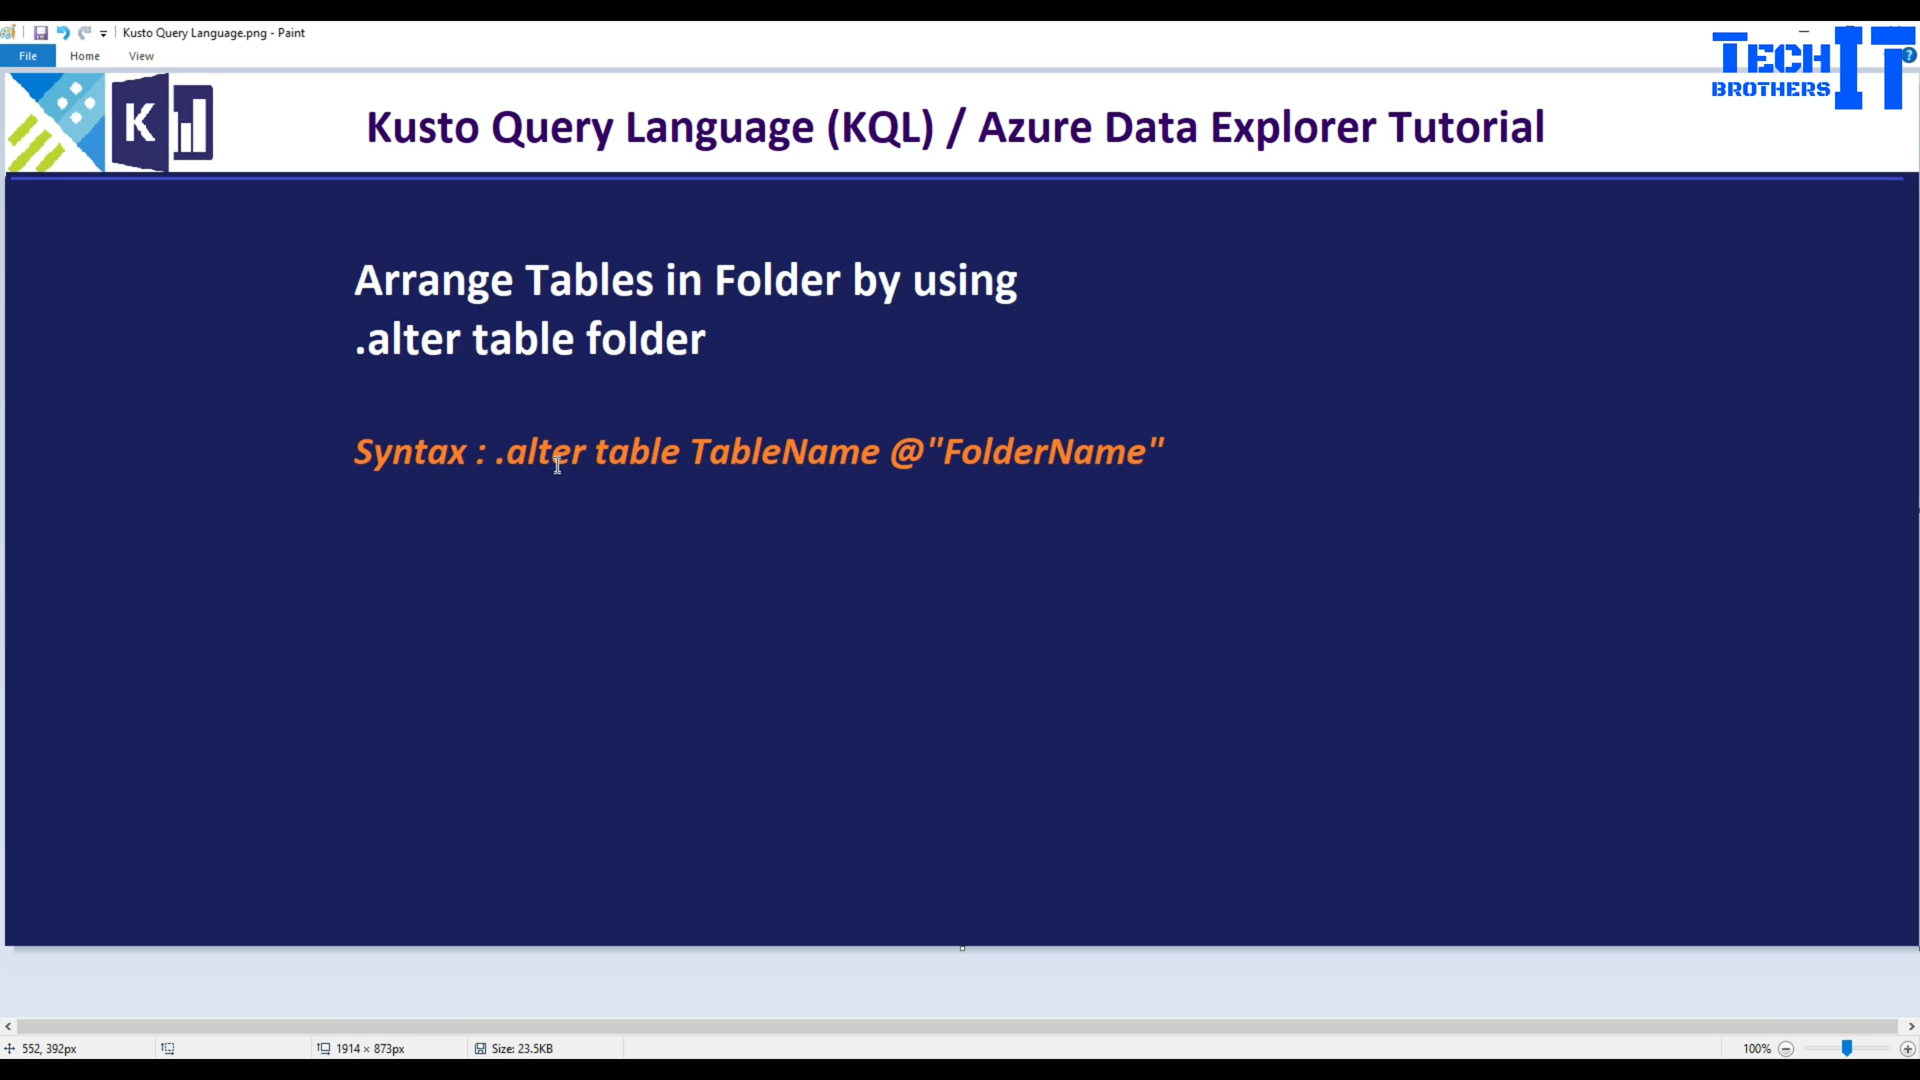 Kusto Query Language.png - Paint
File Home View
TECH IT
BROTHERS
?
K
Kusto Query Language (KQL) / Azure Data Explorer Tutorial
Arrange Tables in Folder by using
.alter table folder
Syntax : .alter table TableName @"FolderName"
552, 392px
1914 × 873px
Size: 23.5KB
100%